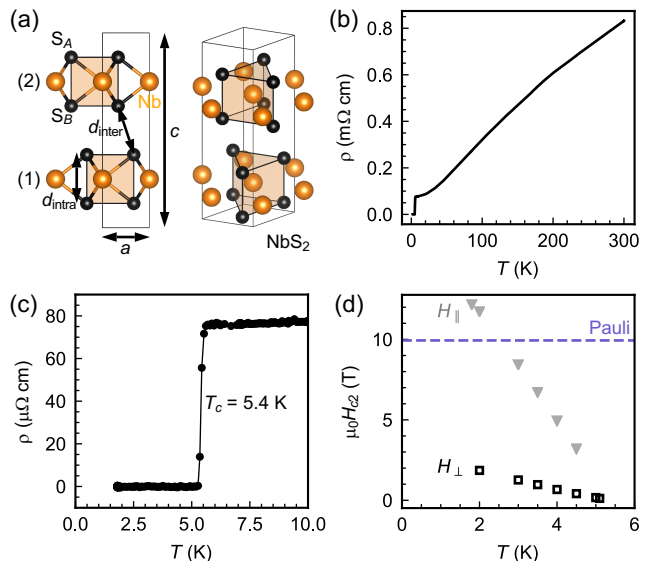 (a)
S_A
(2)
Nb
S_B
d_inter
c
(1)
d_intra
a
NbS₂
(b)
ρ (mΩ cm)
0.8
0.6
0.4
0.2
0.0
0 100 200 300
T (K)
(c)
ρ (μΩ cm)
80
60
40
20
0
T_c = 5.4 K
0.0 2.5 5.0 7.5 10.0
T (K)
(d)
μ₀H_c2 (T)
10
5
0
H_∥
Pauli
H_⊥
0 2 4 6
T (K)